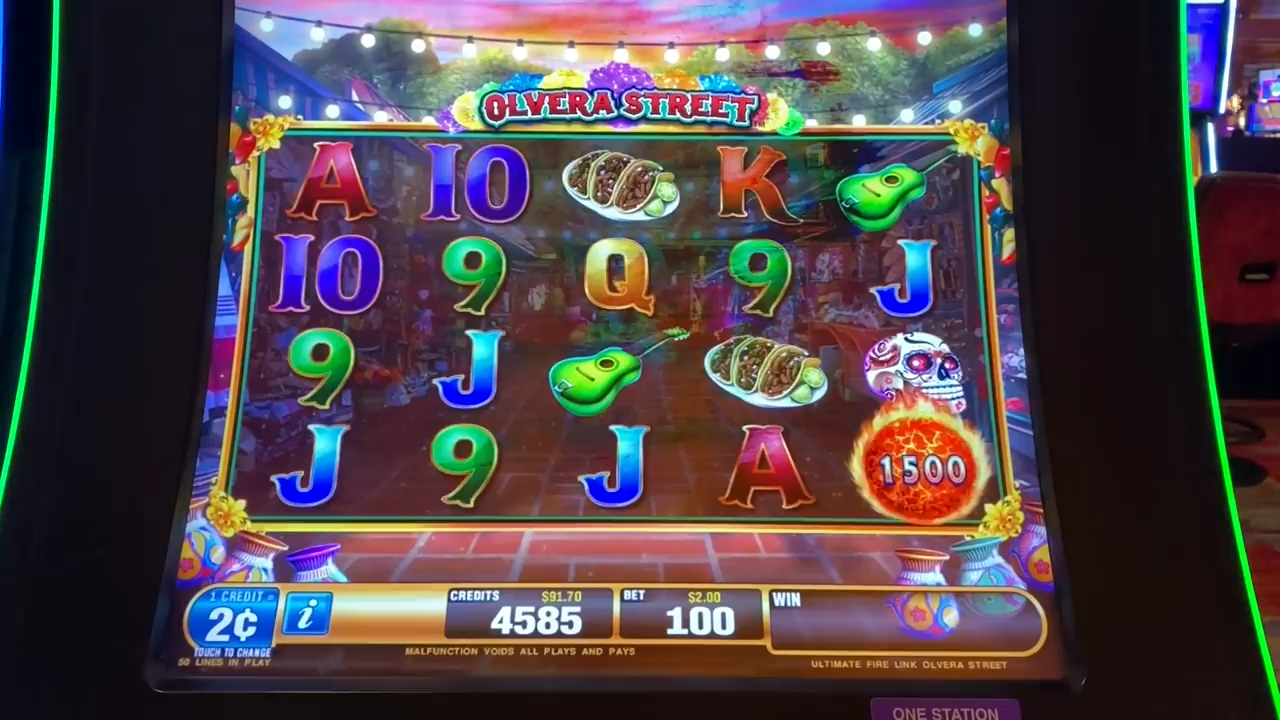 OLVERA STREET
A 10 K
10 9 Q 9 J
9 J
J 9 J A 1500
1 CREDIT =
2¢
TOUCH TO CHANGE
50 LINES IN PLAY
i
CREDITS $91.70
4585
BET $2.00
100
WIN
MALFUNCTION VOIDS ALL PLAYS AND PAYS
ULTIMATE FIRE LINK OLVERA STREET
ONE STATION